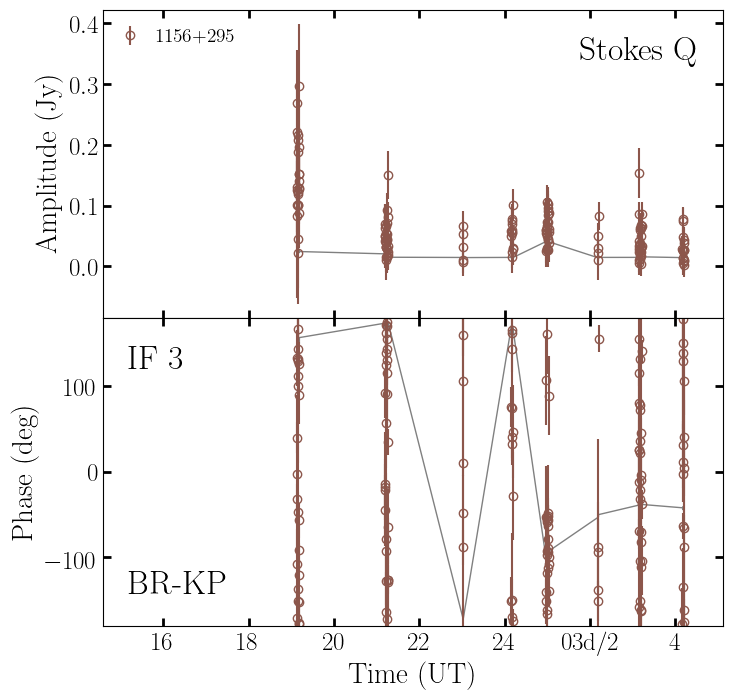 1156+295
Stokes Q
0.4
0.3
0.2
0.1
0.0
Amplitude (Jy)
IF 3
BR-KP
100
0
−100
Phase (deg)
16 18 20 22 24 03d/2 4
Time (UT)